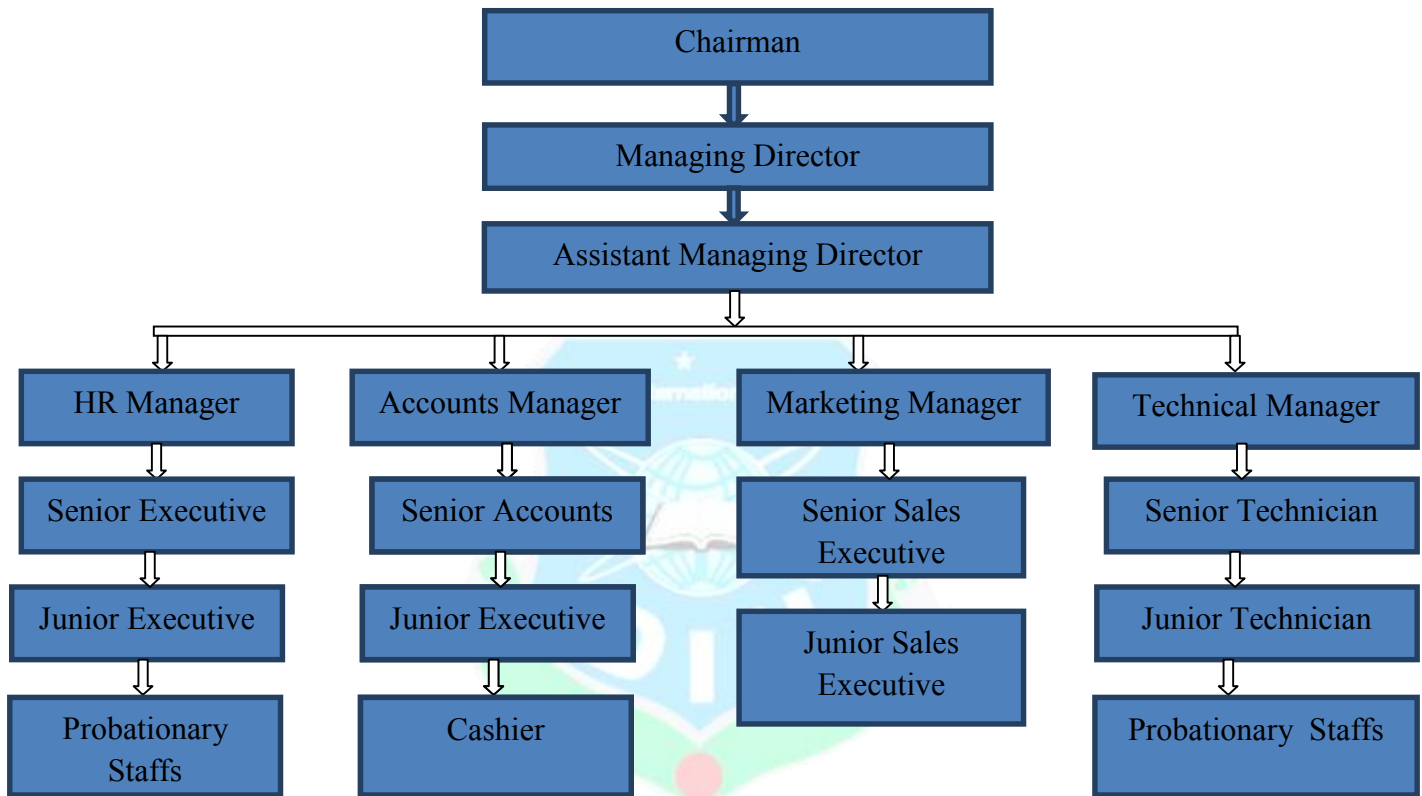 Chairman
Managing Director
Assistant Managing Director
HR Manager
Accounts Manager
Marketing Manager
Technical Manager
Senior Executive
Senior Accounts
Senior Sales
Executive
Senior Technician
Junior Executive
Junior Executive
Junior Sales
Executive
Junior Technician
Probationary
Staffs
Cashier
Probationary Staffs